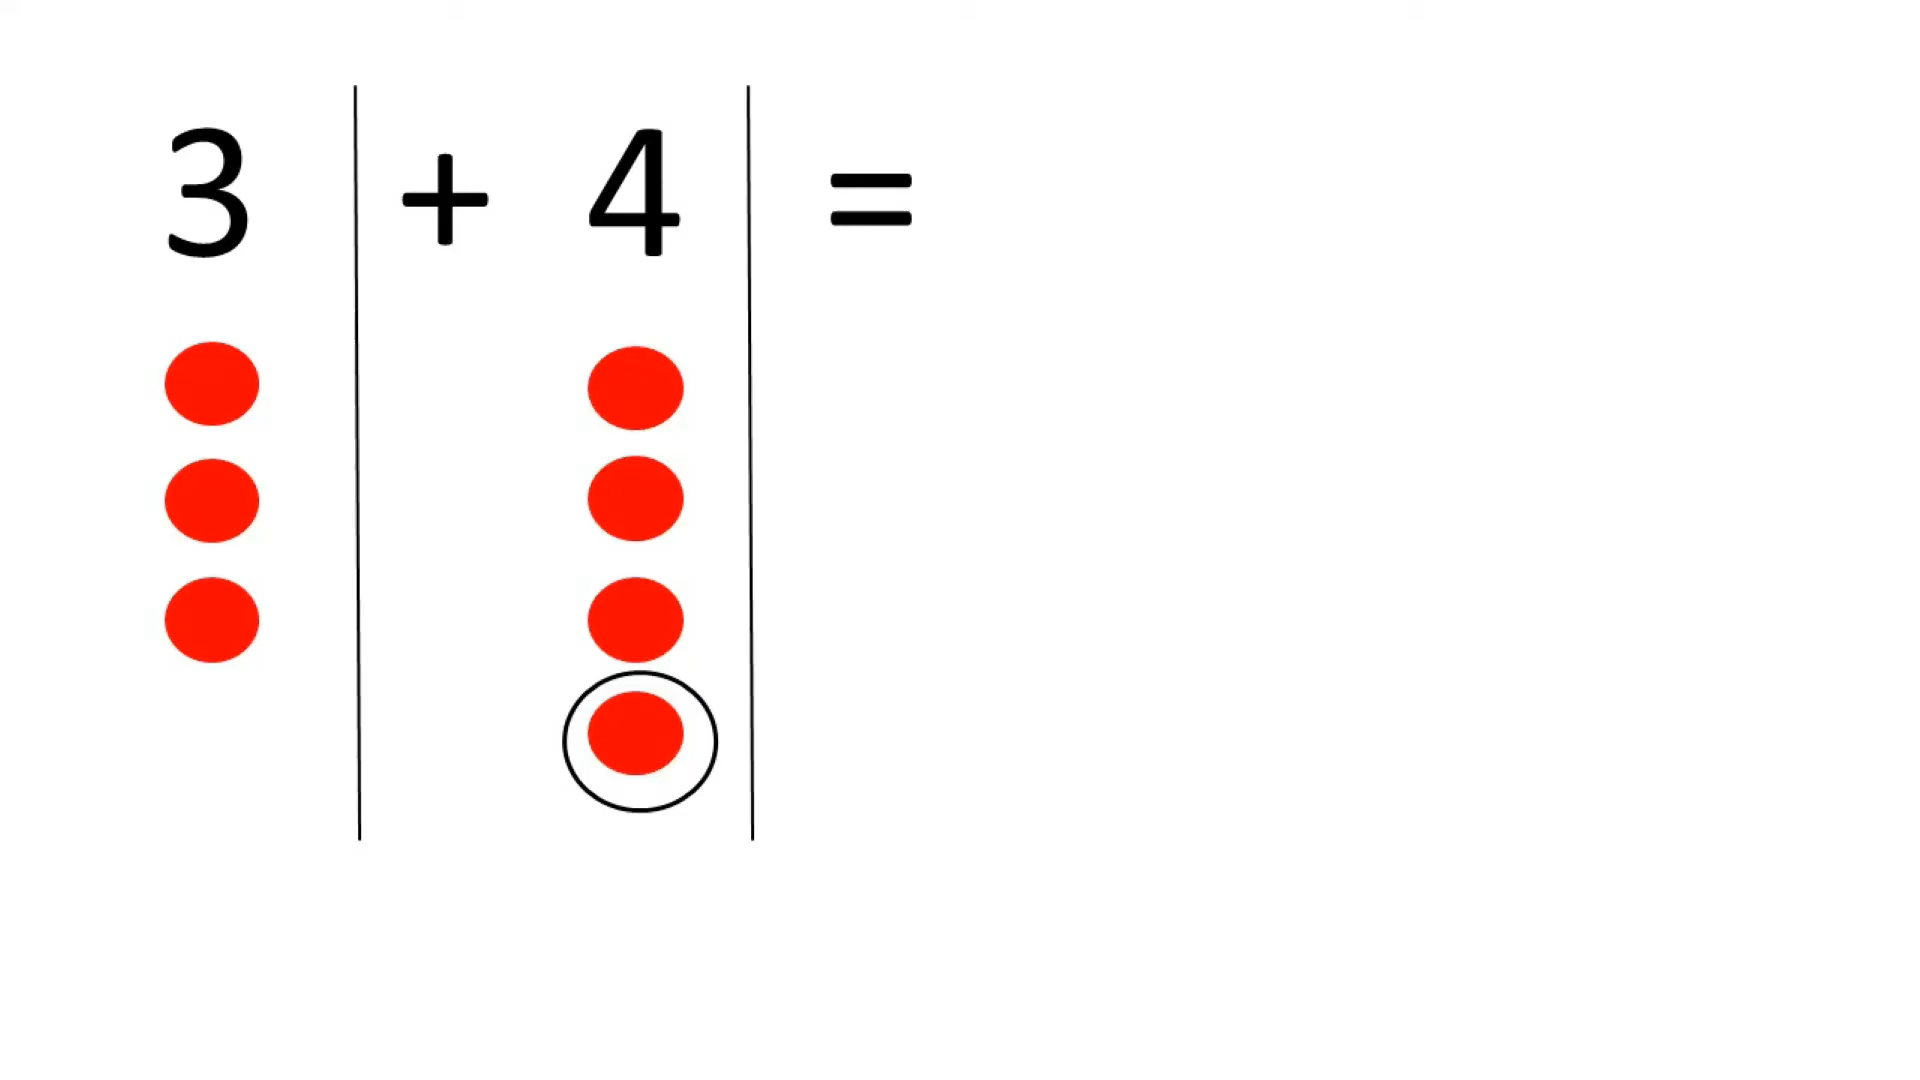 3 + 4 =